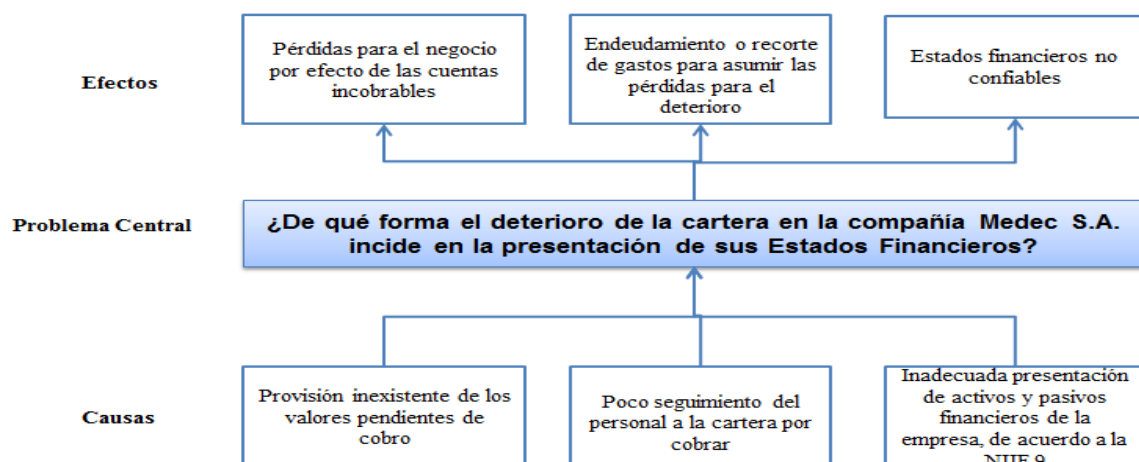 Efectos
Pérdidas para el negocio
por efecto de las cuentas
incobrables
Endeudamiento o recorte
de gastos para asumir las
pérdidas para el
deterioro
Estados financieros no
confiables
Problema Central
¿De qué forma el deterioro de la cartera en la compañía Medec S.A.
incide en la presentación de sus Estados Financieros?
Causas
Provisión inexistente de los
valores pendientes de
cobro
Poco seguimiento del
personal a la cartera por
cobrar
Inadecuada presentación
de activos y pasivos
financieros de la
empresa, de acuerdo a la
NIIF 9